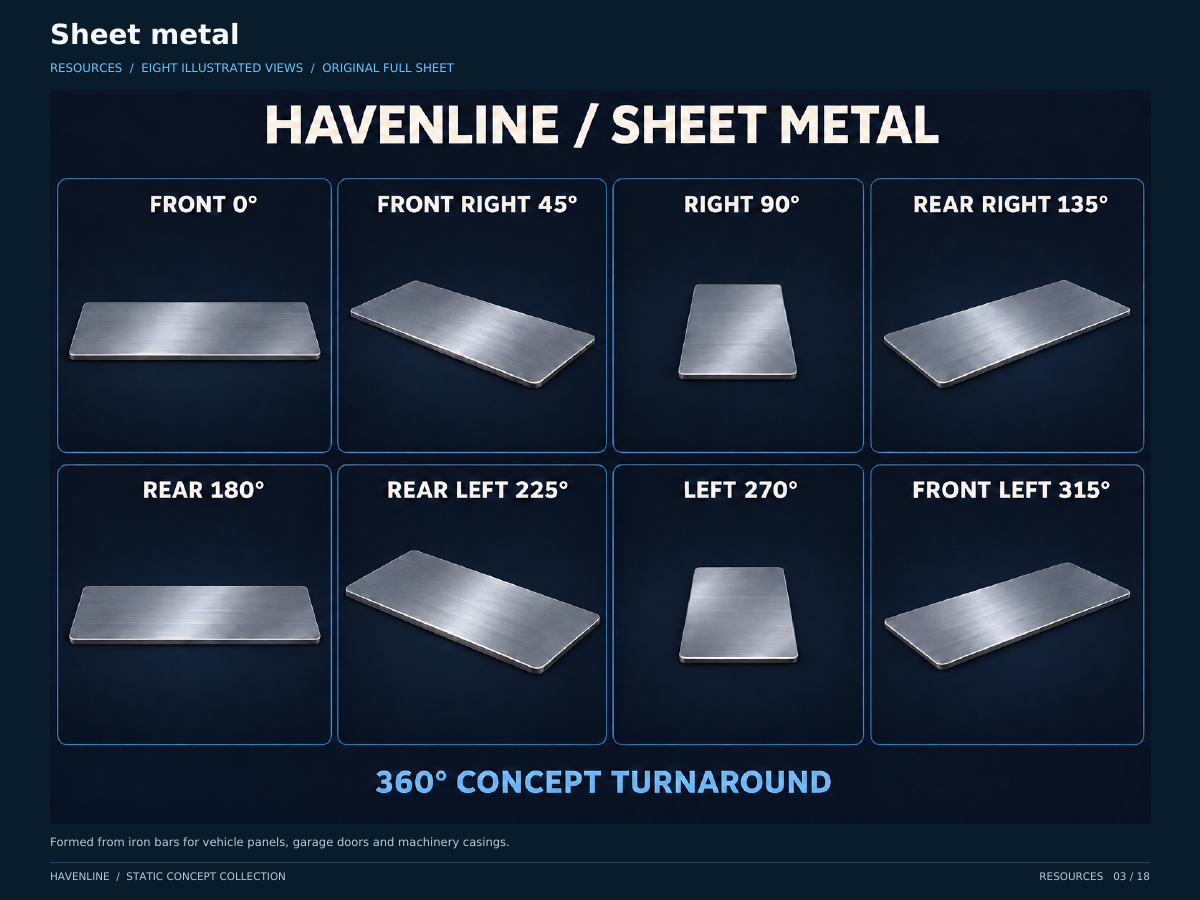 Sheet metal
RESOURCES / EIGHT ILLUSTRATED VIEWS / ORIGINAL FULL SHEET
HAVENLINE / SHEET METAL
FRONT 0°
FRONT RIGHT 45°
RIGHT 90°
REAR RIGHT 135°
REAR 180°
REAR LEFT 225°
LEFT 270°
FRONT LEFT 315°
360° CONCEPT TURNAROUND
Formed from iron bars for vehicle panels, garage doors and machinery casings.
HAVENLINE / STATIC CONCEPT COLLECTION
RESOURCES 03 / 18